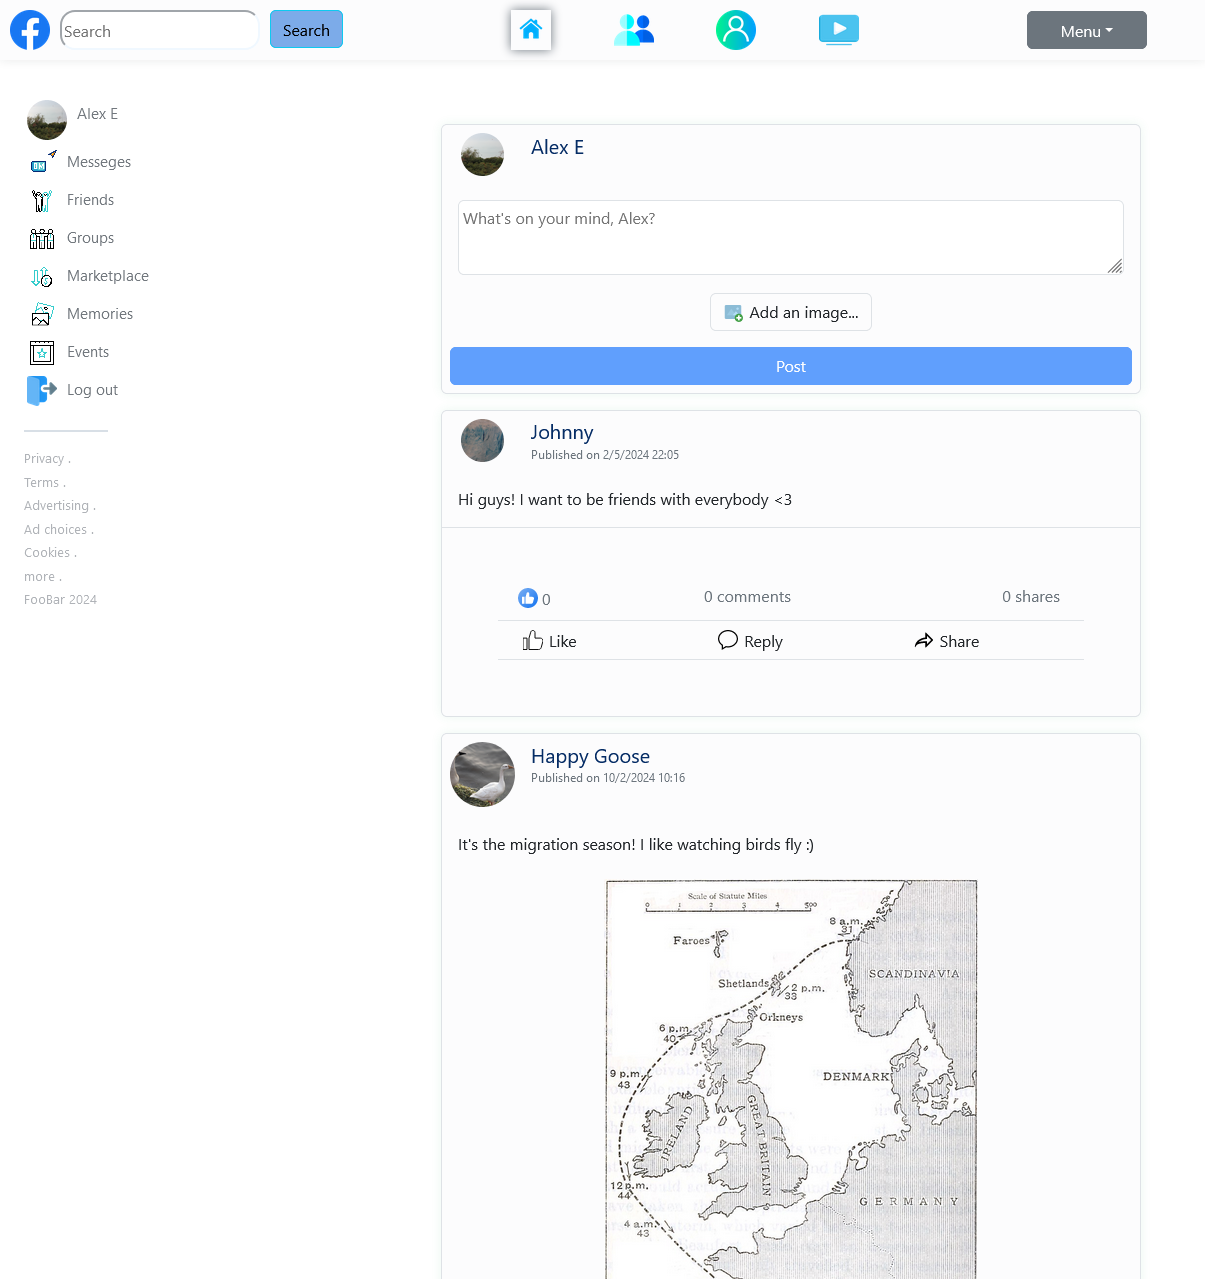 Search
Search
Menu
Alex E
Messeges
Friends
Groups
Marketplace
Memories
Events
Log out
Privacy .
Terms .
Advertising .
Ad choices .
Cookies .
more .
FooBar 2024
Alex E
What's on your mind, Alex?
Add an image...
Post
Johnny
Published on 2/5/2024 22:05
Hi guys! I want to be friends with everybody <3
0
0 comments
0 shares
Like
Reply
Share
Happy Goose
Published on 10/2/2024 10:16
It's the migration season! I like watching birds fly :)
Scale of Statute Miles
0 1 2 3 4 500
8 a.m.
31
Faroes
SCANDINAVIA
Shetlands
2 p.m.
33
Orkneys
6 p.m.
40
9 p.m.
43
DENMARK
IRELAND
GREAT BRITAIN
12 p.m.
44
GERMANY
4 a.m.
43